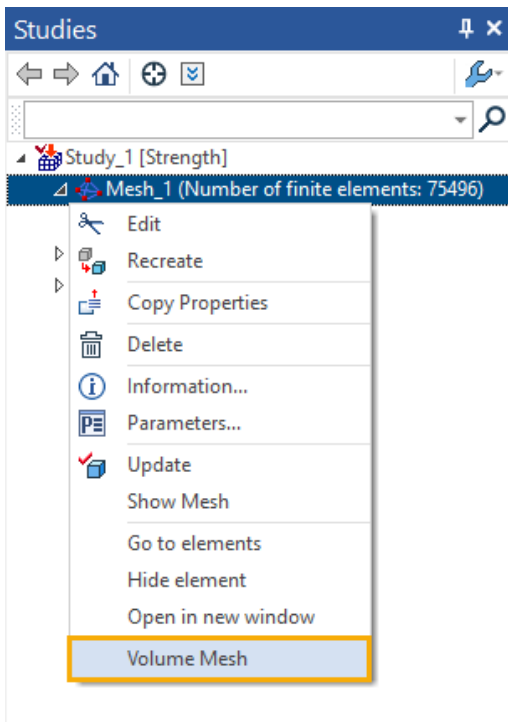 Studies
Study_1 [Strength]
Mesh_1 (Number of finite elements: 75496)
Edit
Recreate
Copy Properties
Delete
Information...
Parameters...
Update
Show Mesh
Go to elements
Hide element
Open in new window
Volume Mesh